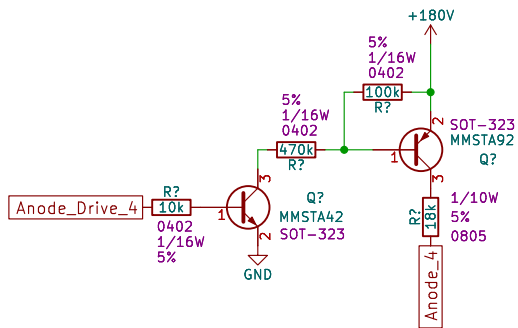 +180V
5%
1/16W
0402
100k
R?
2
SOT-323
MMSTA92
Q?
1
3
5%
1/16W
0402
470k
R?
3
Q?
MMSTA42
SOT-323
1
2
GND
R?
10k
0402
1/16W
5%
Anode_Drive_4
1/10W
5%
0805
R?
18k
Anode_4